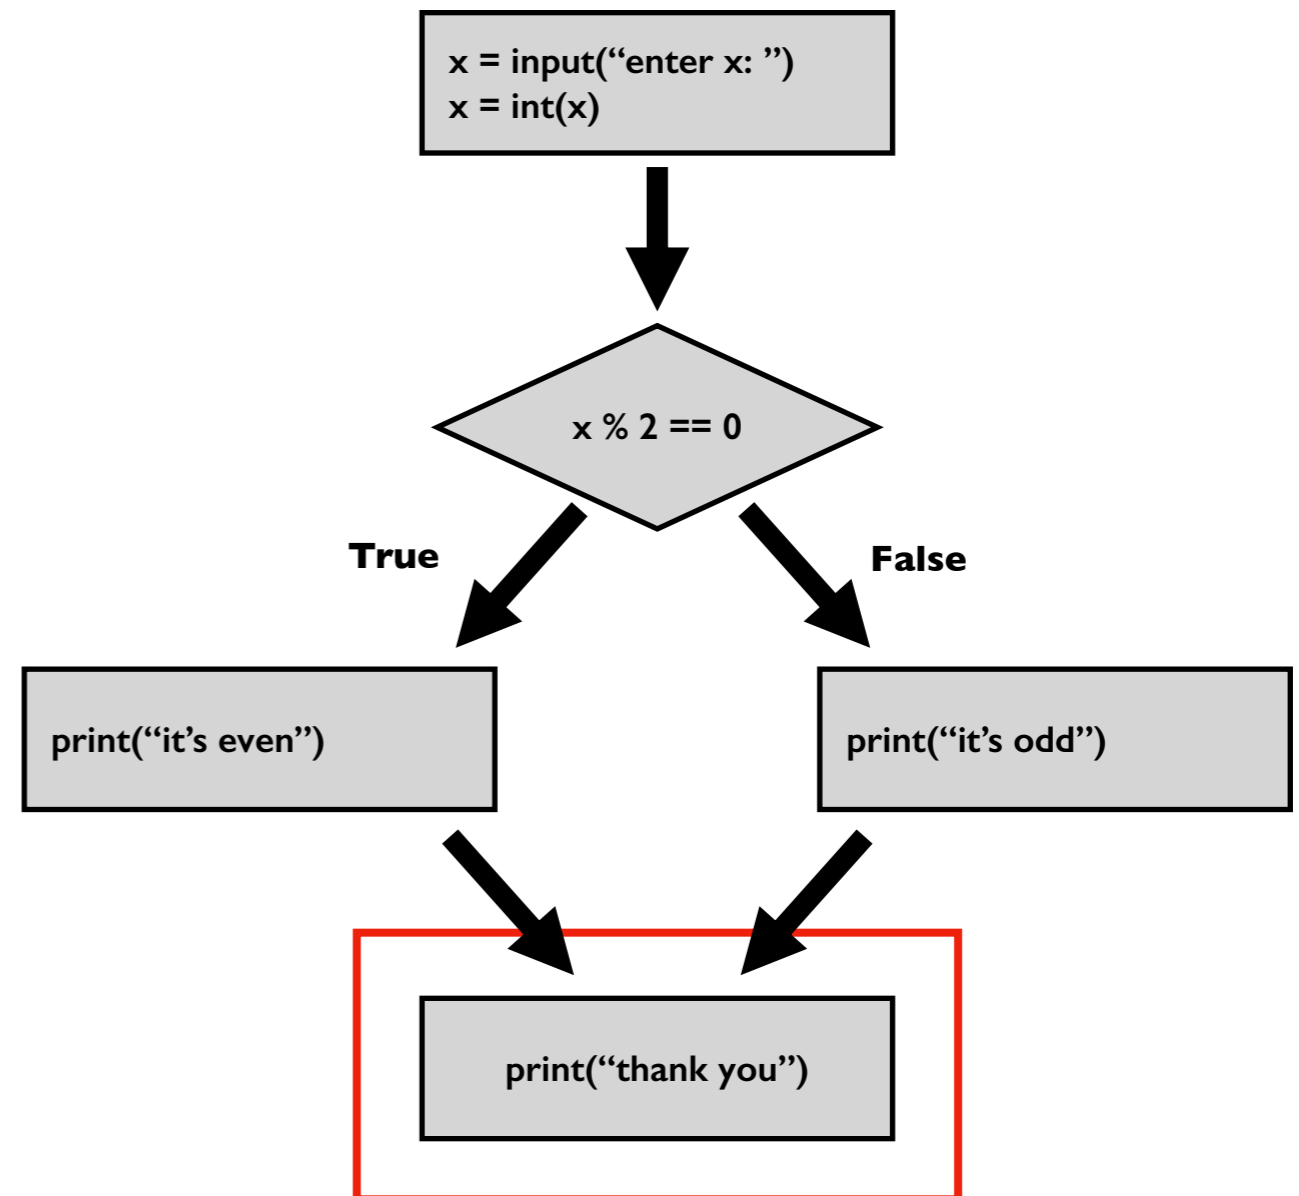 x = input(“enter x: ”)
x = int(x)
x % 2 == 0
True
False
print(“it’s even”)
print(“it’s odd”)
print(“thank you”)